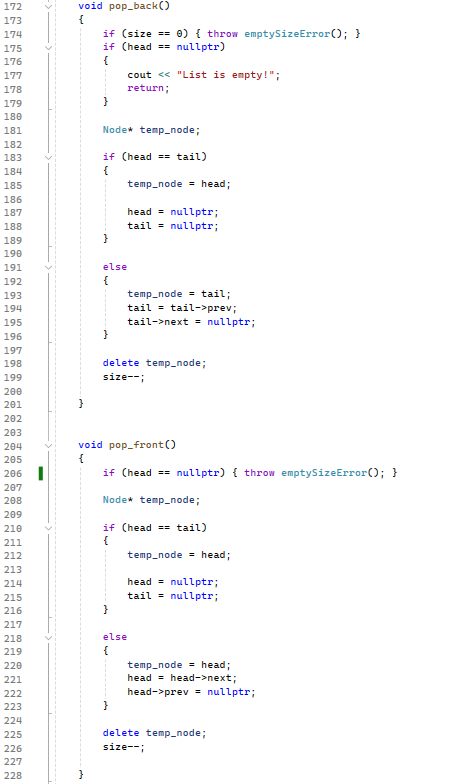 172 void pop_back()
173 {
174 if (size == 0) { throw emptySizeError(); }
175 if (head == nullptr)
176 {
177 cout << "List is empty!";
178 return;
179 }
180
181 Node* temp_node;
182
183 if (head == tail)
184 {
185 temp_node = head;
186
187 head = nullptr;
188 tail = nullptr;
189 }
190
191 else
192 {
193 temp_node = tail;
194 tail = tail->prev;
195 tail->next = nullptr;
196 }
197
198 delete temp_node;
199 size--;
200
201 }
202
203
204 void pop_front()
205 {
206 if (head == nullptr) { throw emptySizeError(); }
207
208 Node* temp_node;
209
210 if (head == tail)
211 {
212 temp_node = head;
213
214 head = nullptr;
215 tail = nullptr;
216 }
217
218 else
219 {
220 temp_node = head;
221 head = head->next;
222 head->prev = nullptr;
223 }
224
225 delete temp_node;
226 size--;
227
228 }